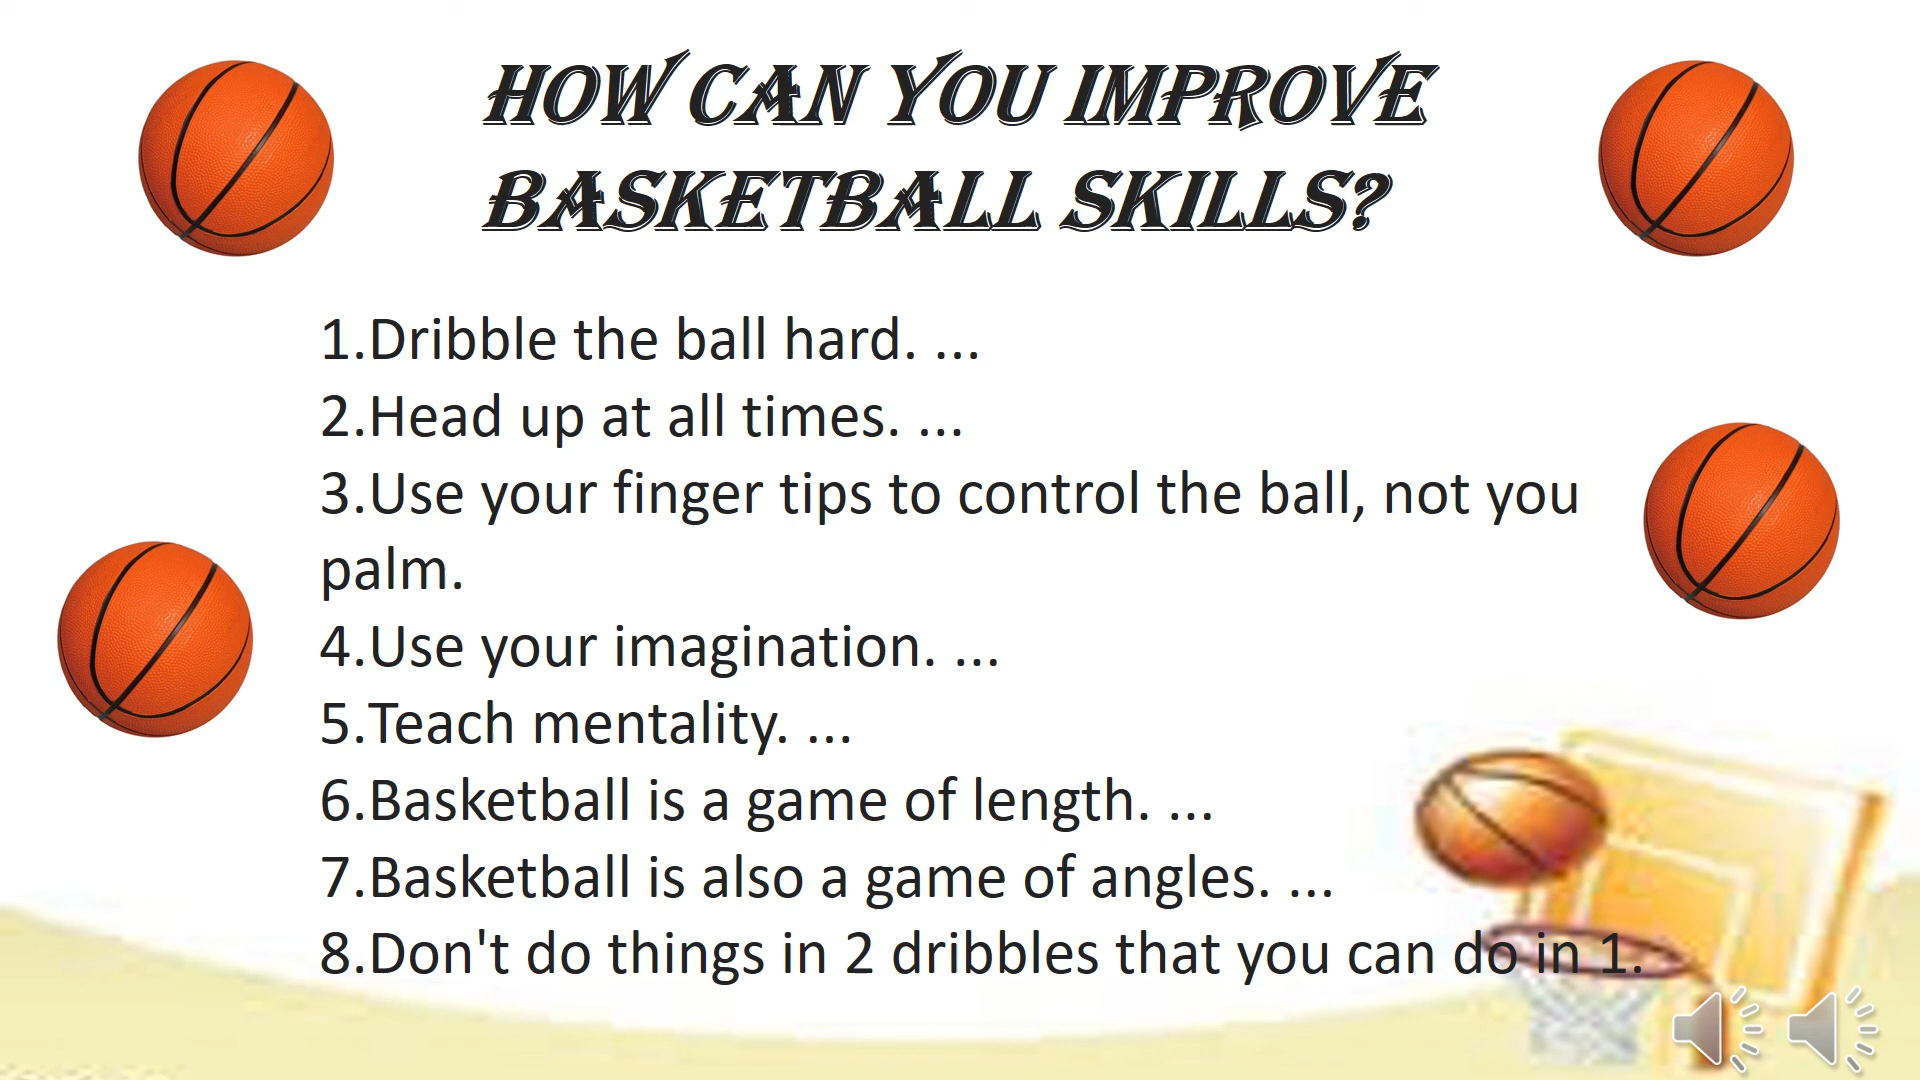 HOW CAN YOU IMPROVE
BASKETBALL SKILLS?
1.Dribble the ball hard. ...
2.Head up at all times. ...
3.Use your finger tips to control the ball, not you
palm.
4.Use your imagination. ...
5.Teach mentality. ...
6.Basketball is a game of length. ...
7.Basketball is also a game of angles. ...
8.Don't do things in 2 dribbles that you can do in 1.